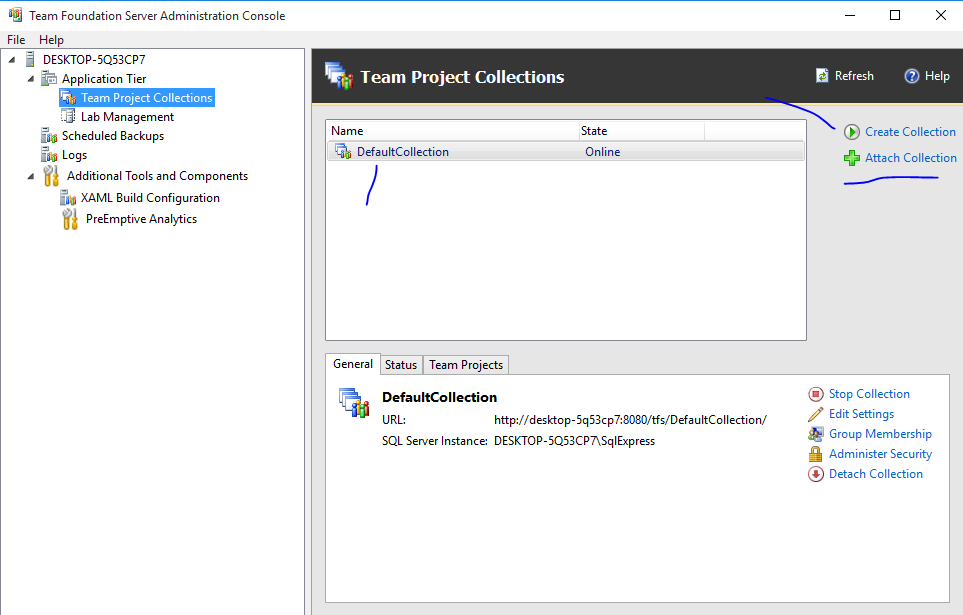 Team Foundation Server Administration Console
File Help
DESKTOP-5Q53CP7
Application Tier
Team Project Collections
Lab Management
Scheduled Backups
Logs
Additional Tools and Components
XAML Build Configuration
PreEmptive Analytics
Team Project Collections
Refresh Help
Name State
DefaultCollection Online
Create Collection
Attach Collection
General Status Team Projects
DefaultCollection
URL: http://desktop-5q53cp7:8080/tfs/DefaultCollection/
SQL Server Instance: DESKTOP-5Q53CP7\SqlExpress
Stop Collection
Edit Settings
Group Membership
Administer Security
Detach Collection